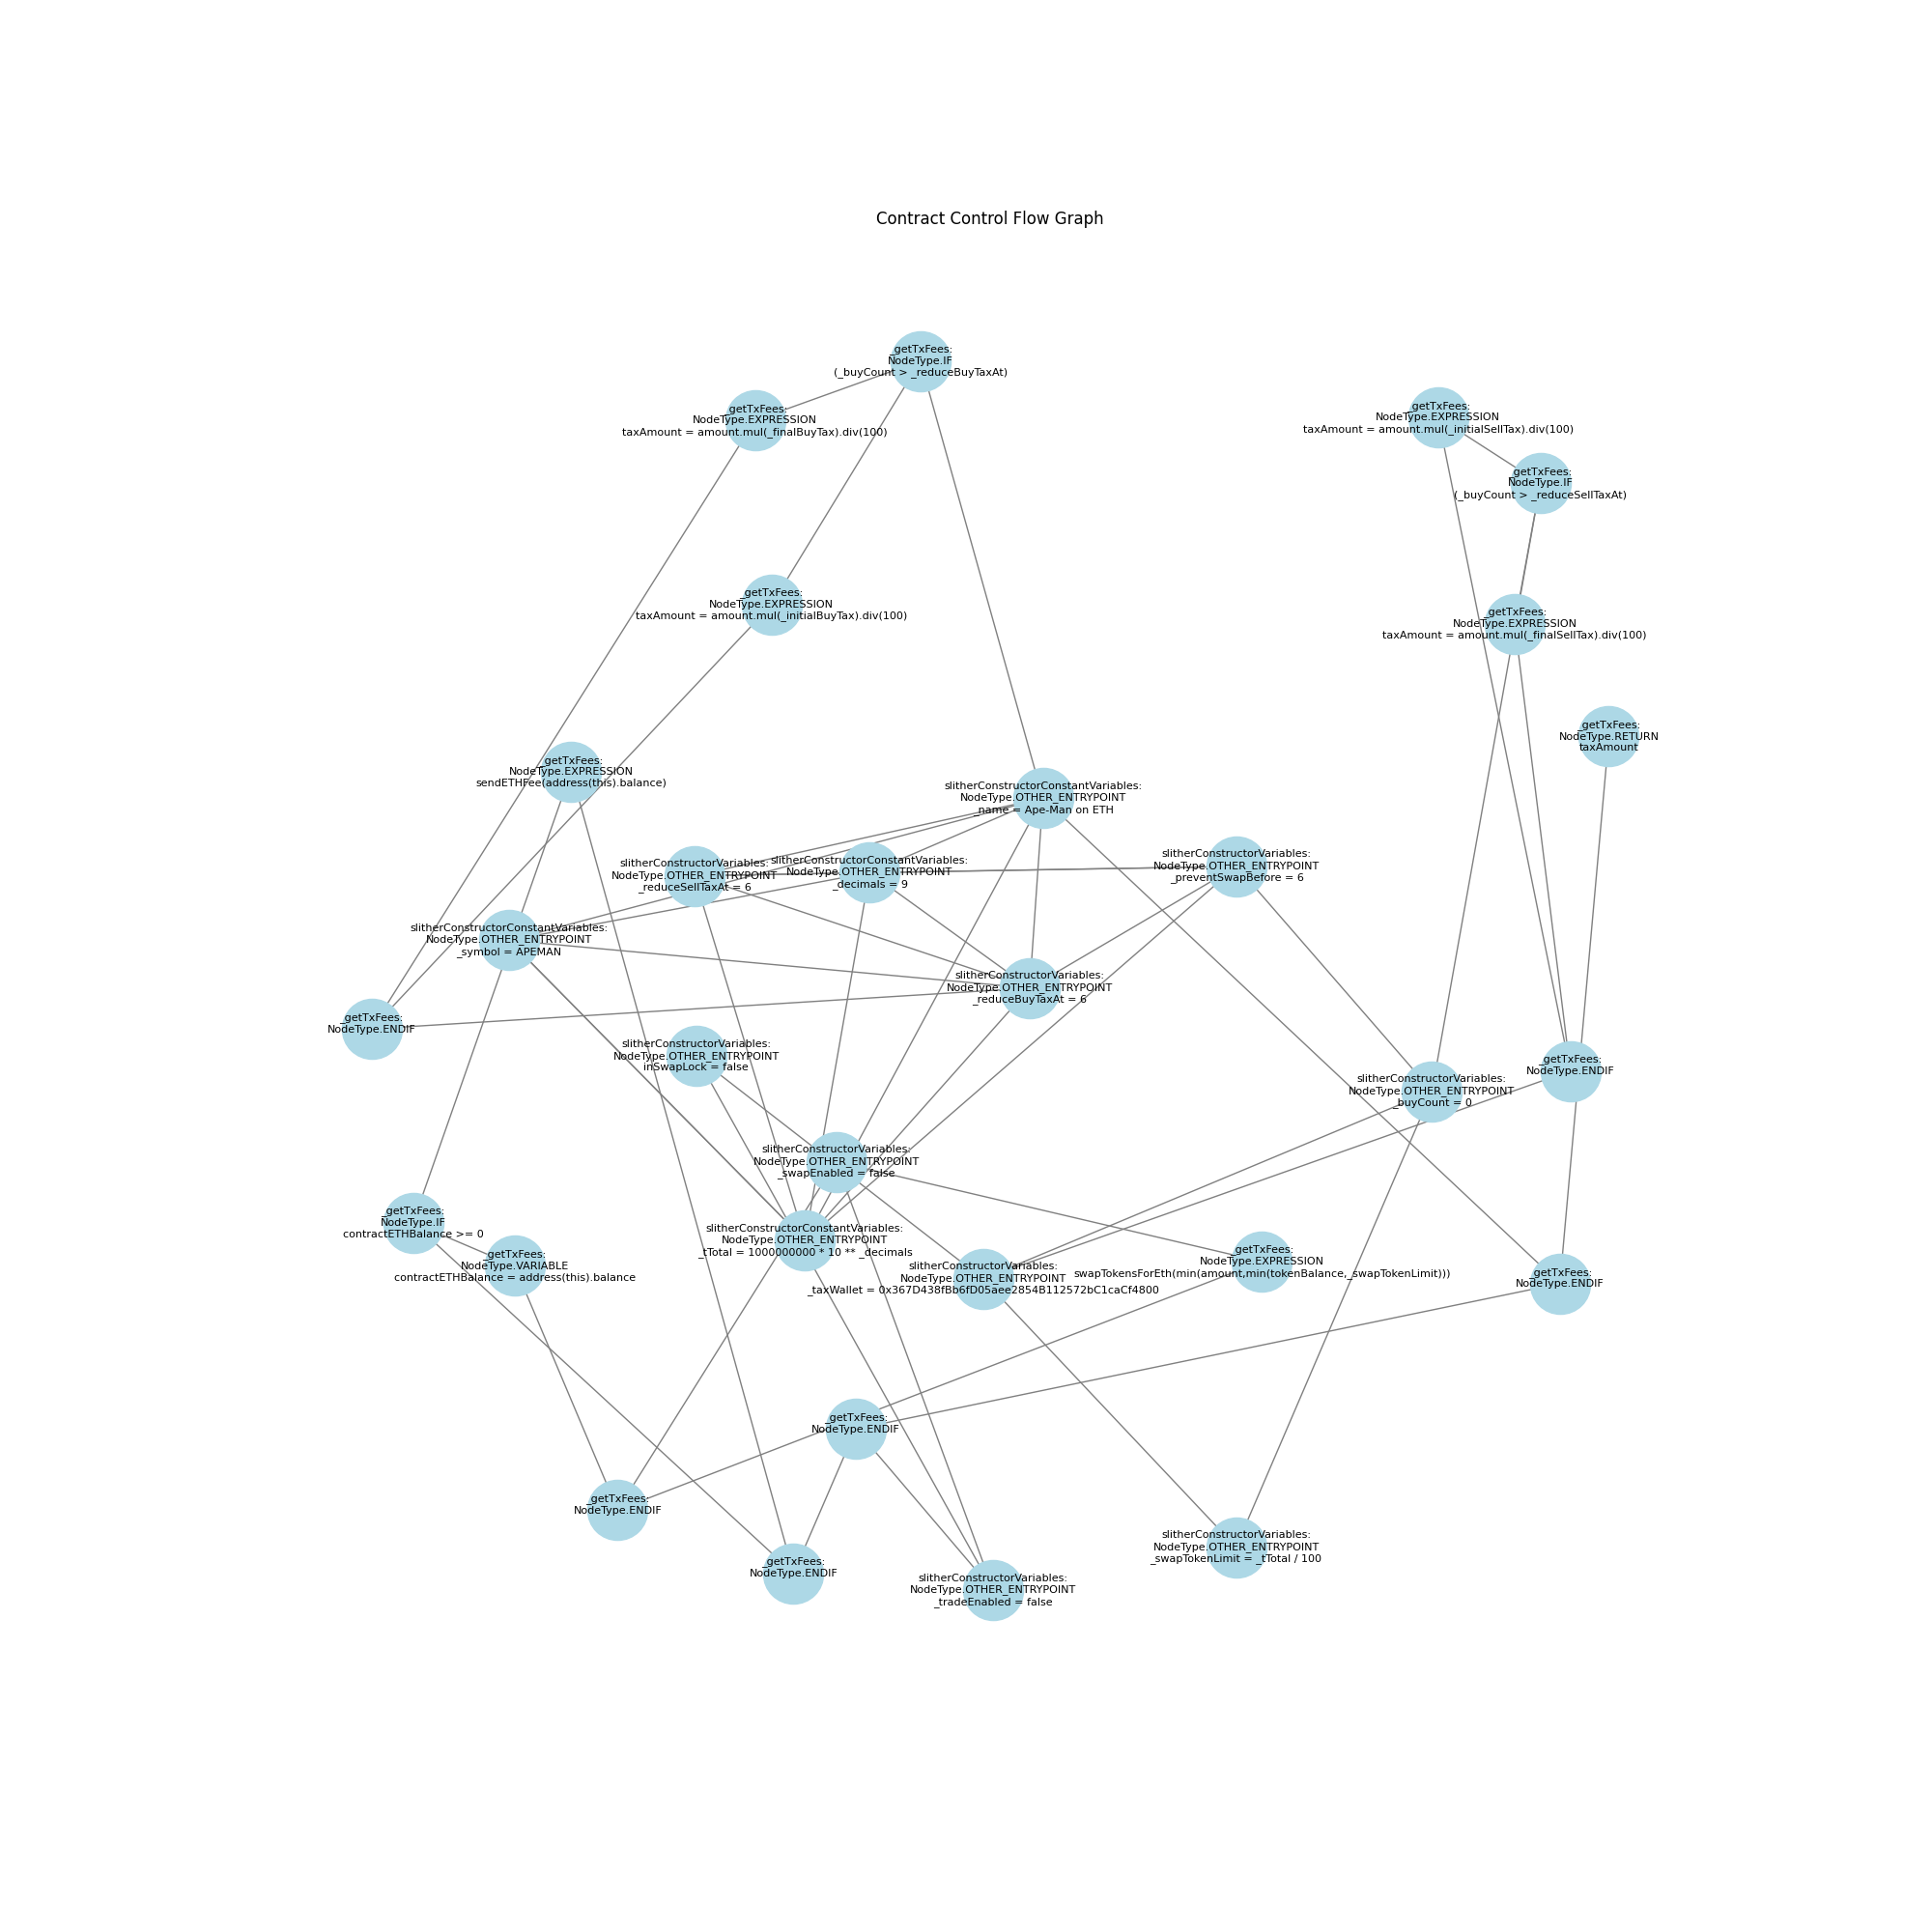 Contract Control Flow Graph
_getTxFees:
NodeType.IF
(_buyCount > _reduceBuyTaxAt)
_getTxFees:
NodeType.EXPRESSION
taxAmount = amount.mul(_finalBuyTax).div(100)
_getTxFees:
NodeType.EXPRESSION
taxAmount = amount.mul(_initialSellTax).div(100)
_getTxFees:
NodeType.IF
(_buyCount > _reduceSellTaxAt)
_getTxFees:
NodeType.EXPRESSION
taxAmount = amount.mul(_initialBuyTax).div(100)
_getTxFees:
NodeType.EXPRESSION
taxAmount = amount.mul(_finalSellTax).div(100)
_getTxFees:
NodeType.RETURN
taxAmount
_getTxFees:
NodeType.EXPRESSION
sendETHFee(address(this).balance)
slitherConstructorConstantVariables:
NodeType.OTHER_ENTRYPOINT
_name = Ape-Man on ETH
slitherConstructorVariables:
NodeType.OTHER_ENTRYPOINT
_reduceSellTaxAt = 6
slitherConstructorConstantVariables:
NodeType.OTHER_ENTRYPOINT
_decimals = 9
slitherConstructorVariables:
NodeType.OTHER_ENTRYPOINT
_preventSwapBefore = 6
slitherConstructorConstantVariables:
NodeType.OTHER_ENTRYPOINT
_symbol = APEMAN
slitherConstructorVariables:
NodeType.OTHER_ENTRYPOINT
_reduceBuyTaxAt = 6
_getTxFees:
NodeType.ENDIF
slitherConstructorVariables:
NodeType.OTHER_ENTRYPOINT
inSwapLock = false
_getTxFees:
NodeType.ENDIF
slitherConstructorVariables:
NodeType.OTHER_ENTRYPOINT
_buyCount = 0
slitherConstructorVariables:
NodeType.OTHER_ENTRYPOINT
_swapEnabled = false
_getTxFees:
NodeType.IF
contractETHBalance >= 0
slitherConstructorConstantVariables:
NodeType.OTHER_ENTRYPOINT
_tTotal = 1000000000 * 10 ** _decimals
_getTxFees:
NodeType.VARIABLE
contractETHBalance = address(this).balance
slitherConstructorVariables:
NodeType.OTHER_ENTRYPOINT
_taxWallet = 0x367D438fBb6fD05aee2854B112572bC1caCf4800
_getTxFees:
NodeType.EXPRESSION
swapTokensForEth(min(amount,min(tokenBalance,_swapTokenLimit)))
_getTxFees:
NodeType.ENDIF
_getTxFees:
NodeType.ENDIF
_getTxFees:
NodeType.ENDIF
_getTxFees:
NodeType.ENDIF
slitherConstructorVariables:
NodeType.OTHER_ENTRYPOINT
_swapTokenLimit = _tTotal / 100
slitherConstructorVariables:
NodeType.OTHER_ENTRYPOINT
_tradeEnabled = false